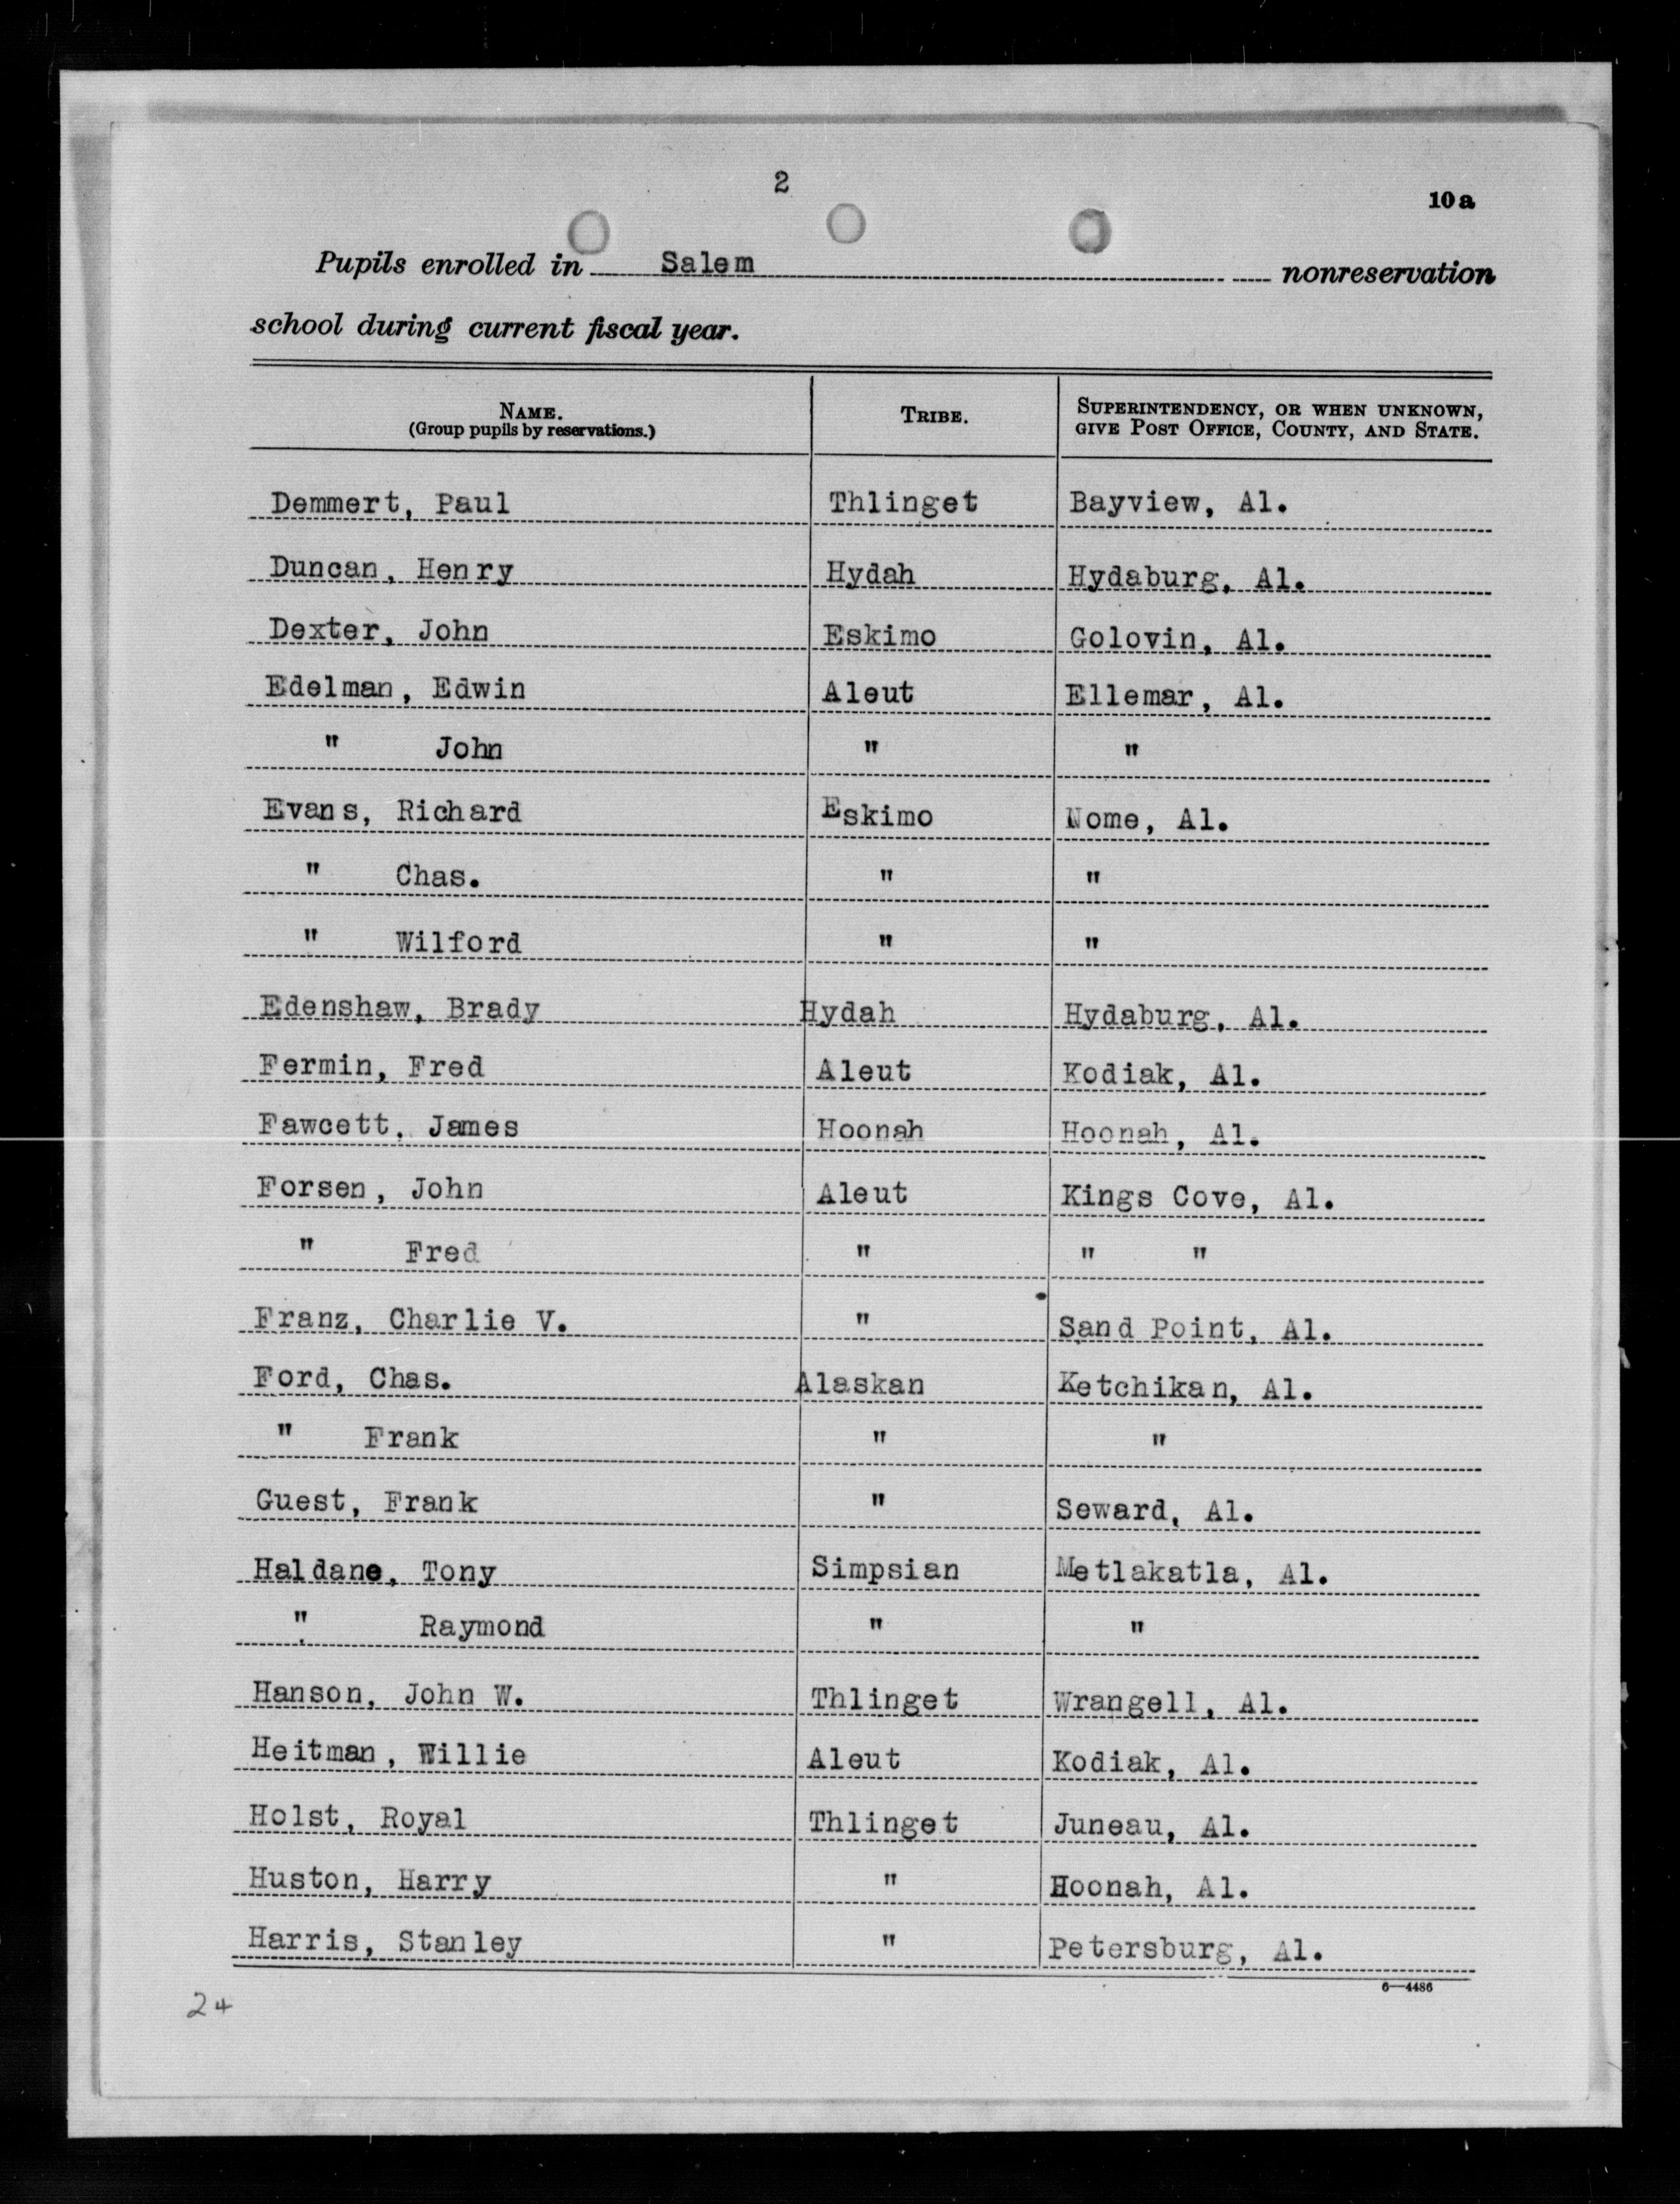 2
10a
Pupils enrolled in Salem nonreservation
school during current fiscal year.
NAME. TRIBE. SUPERINTENDENCY, OR WHEN UNKNOWN,
(Group pupils by reservations.) GIVE POST OFFICE, COUNTY, AND STATE.
Demmert, Paul Thlinget Bayview, Al.
Duncan, Henry Hydah Hydaburg, Al.
Dexter, John Eskimo Golovin, Al.
Edelman, Edwin Aleut Ellemar, Al.
" John " "
Evans, Richard Eskimo Nome, Al.
" Chas. " "
" Wilford " "
Edenshaw, Brady Hydah Hydaburg, Al.
Fermin, Fred Aleut Kodiak, Al.
Fawcett, James Hoonah Hoonah, Al.
Forsen, John Aleut Kings Cove, Al.
" Fred " " "
Franz, Charlie V. " Sand Point, Al.
Ford, Chas. Alaskan Ketchikan, Al.
" Frank " "
Guest, Frank " Seward, Al.
Haldane, Tony Simpsian Metlakatla, Al.
" Raymond " "
Hanson, John W. Thlinget Wrangell, Al.
Heitman, Willie Aleut Kodiak, Al.
Holst, Royal Thlinget Juneau, Al.
Huston, Harry " Hoonah, Al.
Harris, Stanley " Petersburg, Al.
6—4486
24